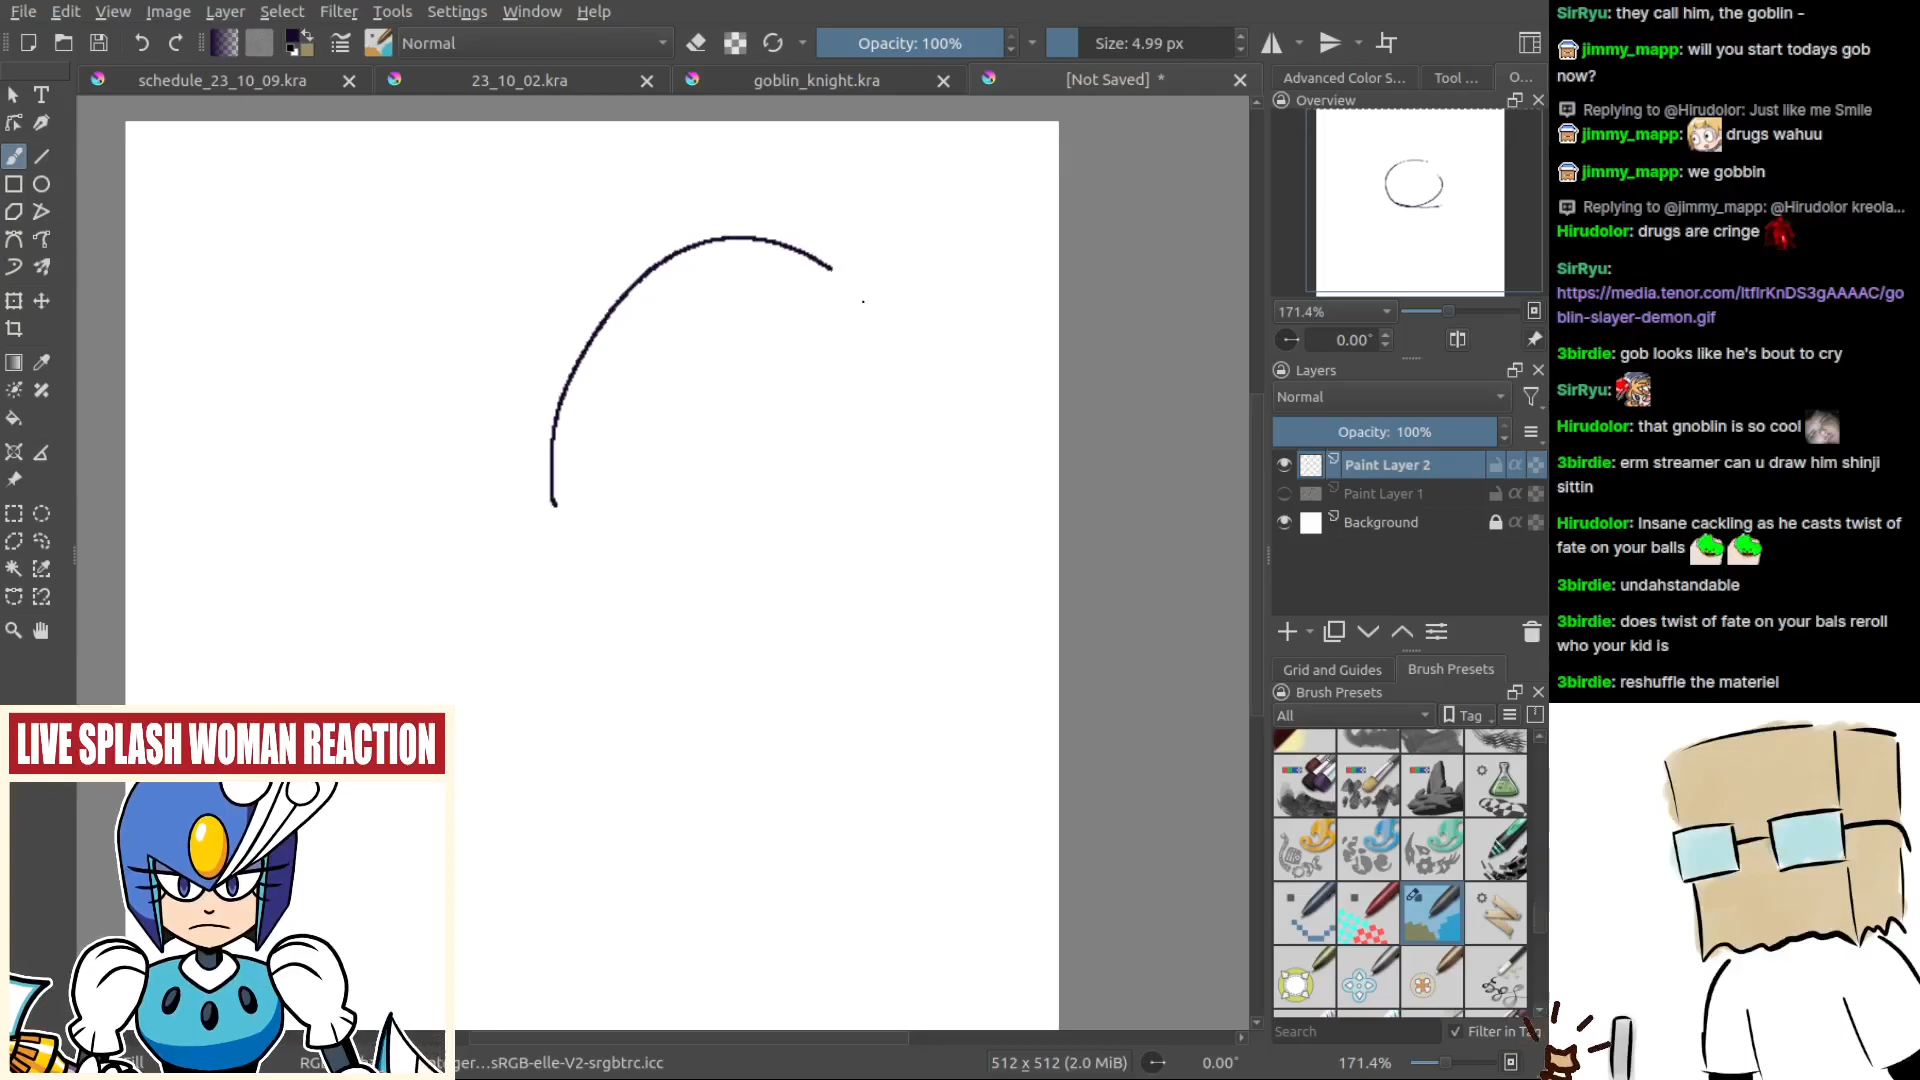 File Edit View Image Layer Select Filter Tools Settings Window Help
Normal
Opacity: 100%
Size: 4.99 px
schedule_23_10_09.kra
23_10_02.kra
goblin_knight.kra
[Not Saved] *
Advanced Color S...
Tool ...
O...
Overview
171.4%
0.00°
Layers
Normal
Opacity: 100%
Paint Layer 2
Paint Layer 1
Background
Grid and Guides
Brush Presets
Brush Presets
All
Tag
Search
Filter in Tag
...sRGB-elle-V2-srgbtrc.icc
512 x 512 (2.0 MiB)
0.00°
171.4%
LIVE SPLASH WOMAN REACTION
SirRyu: they call him, the goblin -
jimmy_mapp: will you start todays gob
now?
Replying to @Hirudolor: Just like me Smile
jimmy_mapp: drugs wahuu
jimmy_mapp: we gobbin
Replying to @jimmy_mapp: @Hirudolor kreola...
Hirudolor: drugs are cringe
SirRyu:
https://media.tenor.com/ItflrKnDS3gAAAAC/go
blin-slayer-demon.gif
3birdie: gob looks like he's bout to cry
SirRyu:
Hirudolor: that gnoblin is so cool
3birdie: erm streamer can u draw him shinji
sittin
Hirudolor: Insane cackling as he casts twist of
fate on your balls
3birdie: undahstandable
3birdie: does twist of fate on your bals reroll
who your kid is
3birdie: reshuffle the materiel